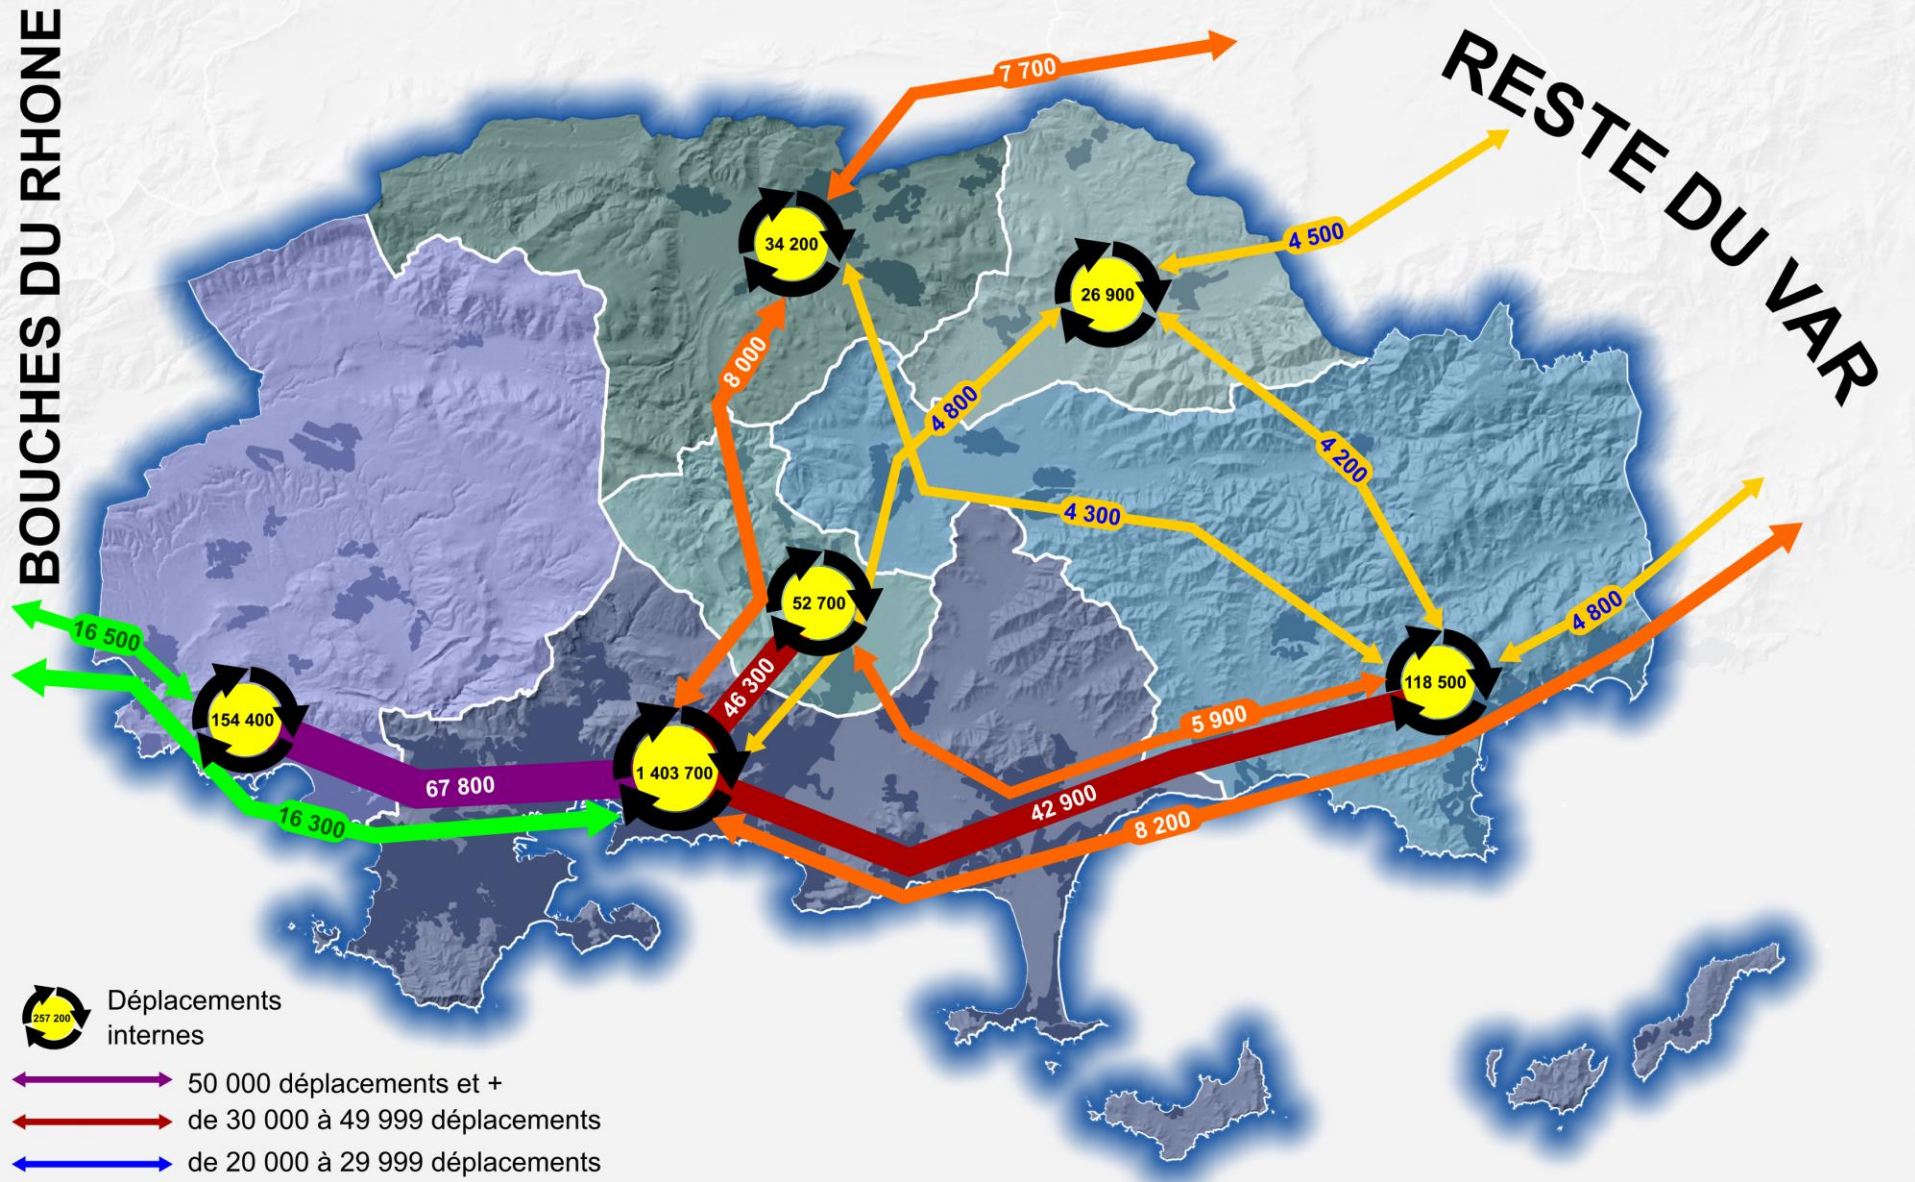 BOUCHES DU RHONE
RESTE DU VAR
7 700
4 500
34 200
26 900
8 000
4 800
4 200
4 300
16 500
52 700
4 800
154 400
46 300
118 500
5 900
67 800
1 403 700
42 900
16 300
8 200
257 200
Déplacements
internes
50 000 déplacements et +
de 30 000 à 49 999 déplacements
de 20 000 à 29 999 déplacements